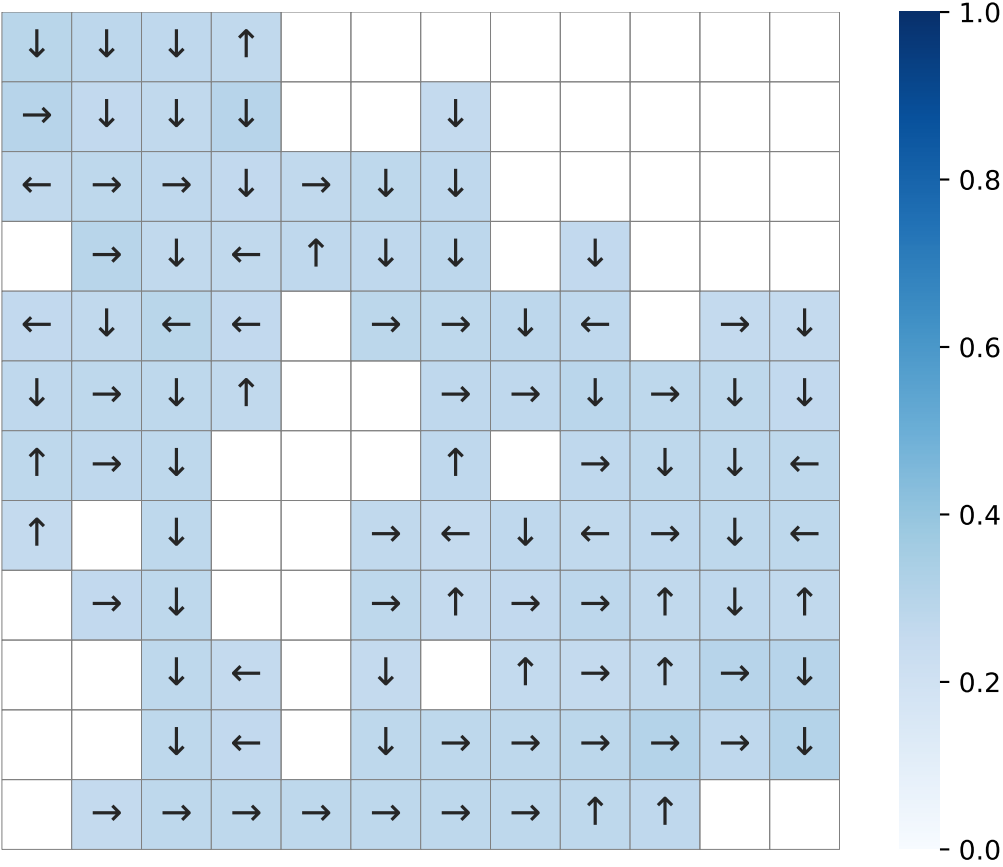 ↓ ↓ ↓ ↑ 1.0
→ ↓ ↓ ↓ ↓
← → → ↓ → ↓ ↓ 0.8
→ ↓ ← ↑ ↓ ↓ ↓
← ↓ ← ← → → ↓ ← → ↓ 0.6
↓ → ↓ ↑ → → ↓ → ↓ ↓
↑ → ↓ ↑ → ↓ ↓ ←
↑ ↓ → ← ↓ ← → ↓ ← 0.4
→ ↓ → ↑ → → ↑ ↓ ↑
↓ ← ↓ ↑ → ↑ → ↓ 0.2
↓ ← ↓ → → → → → ↓
→ → → → → → → ↑ ↑ 0.0